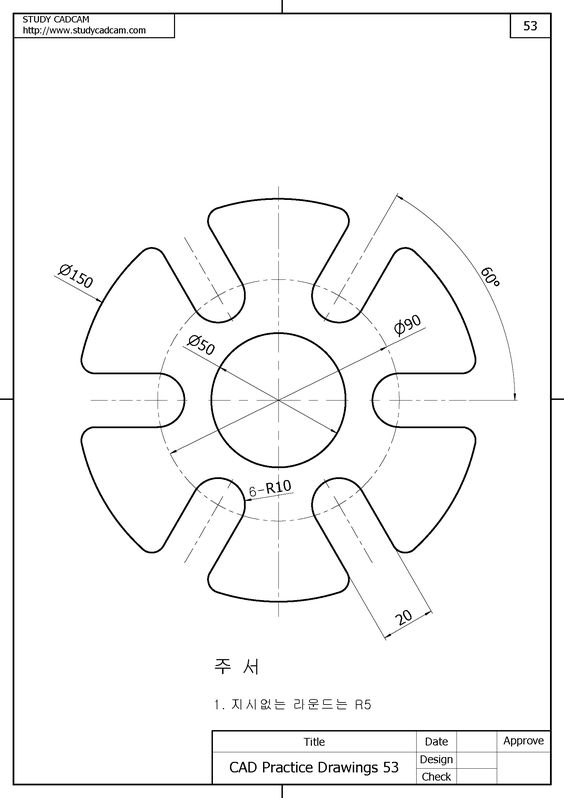 STUDY CADCAM
http://www.studycadcam.com
53
60°
Ø150
Ø90
Ø50
6-R10
20
주 서
1. 지시없는 라운드는 R5
Title
Date
Approve
CAD Practice Drawings 53
Design
Check